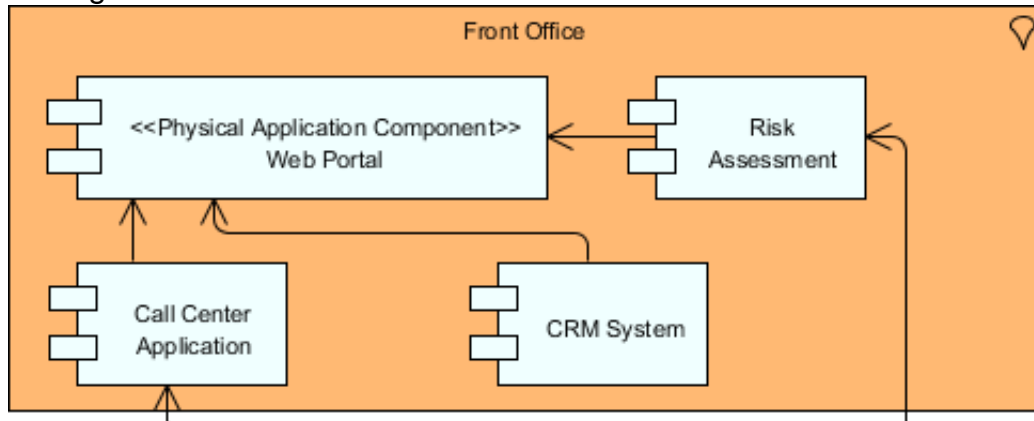 Front Office
<<Physical Application Component>>
Web Portal
Risk
Assessment
Call Center
Application
CRM System